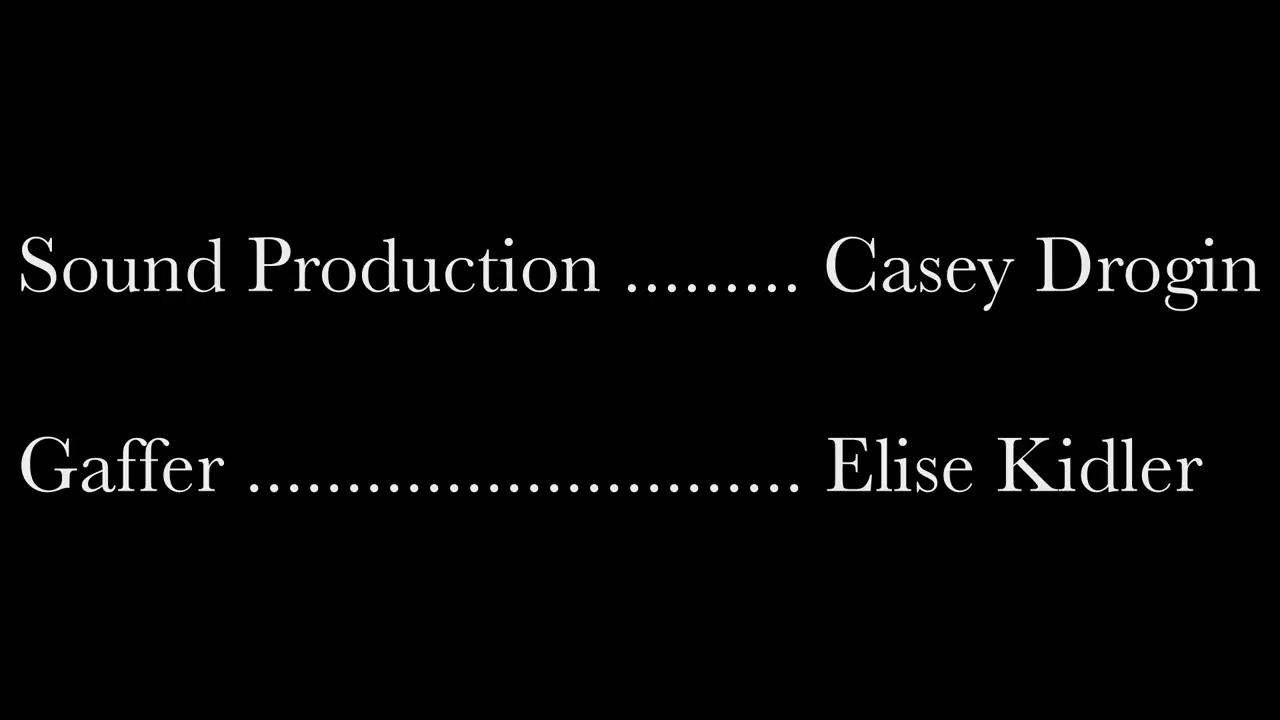 Sound Production ......... Casey Drogin
Gaffer ............................ Elise Kidler